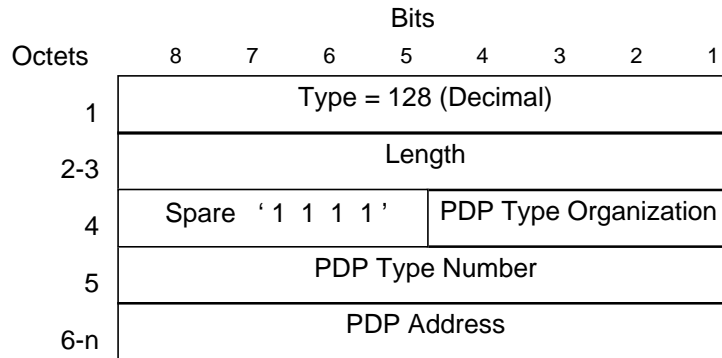 Bits
Octets 8 7 6 5 4 3 2 1
1 Type = 128 (Decimal)
2-3 Length
4 Spare ‘ 1 1 1 1 ’ PDP Type Organization
5 PDP Type Number
6-n PDP Address